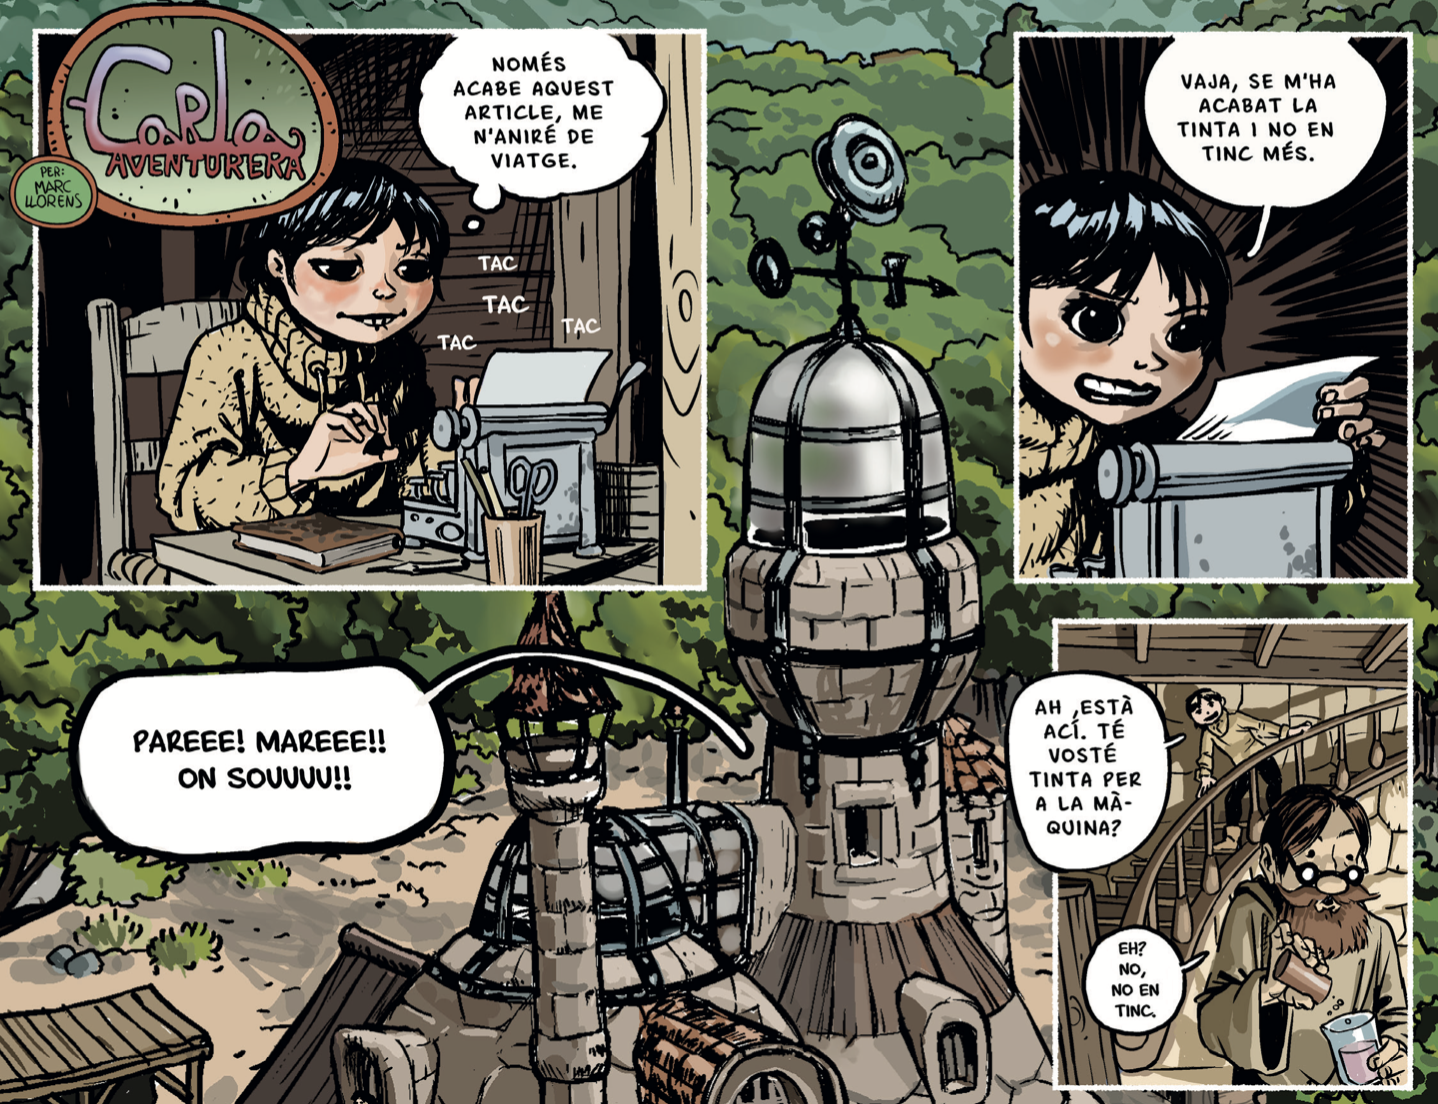 Carla
AVENTURERA
PER:
MARC
LLORENS
NOMÉS
ACABE AQUEST
ARTICLE, ME
N'ANIRÉ DE
VIATGE.
TAC
TAC
TAC
TAC
VAJA, SE M'HA
ACABAT LA
TINTA I NO EN
TINC MÉS.
PAREEE! MAREEE!!
ON SOUUUU!!
AH ,ESTÀ
ACÍ. TÉ
VOSTÉ
TINTA PER
A LA MÀ-
QUINA?
EH?
NO,
NO EN
TINC.